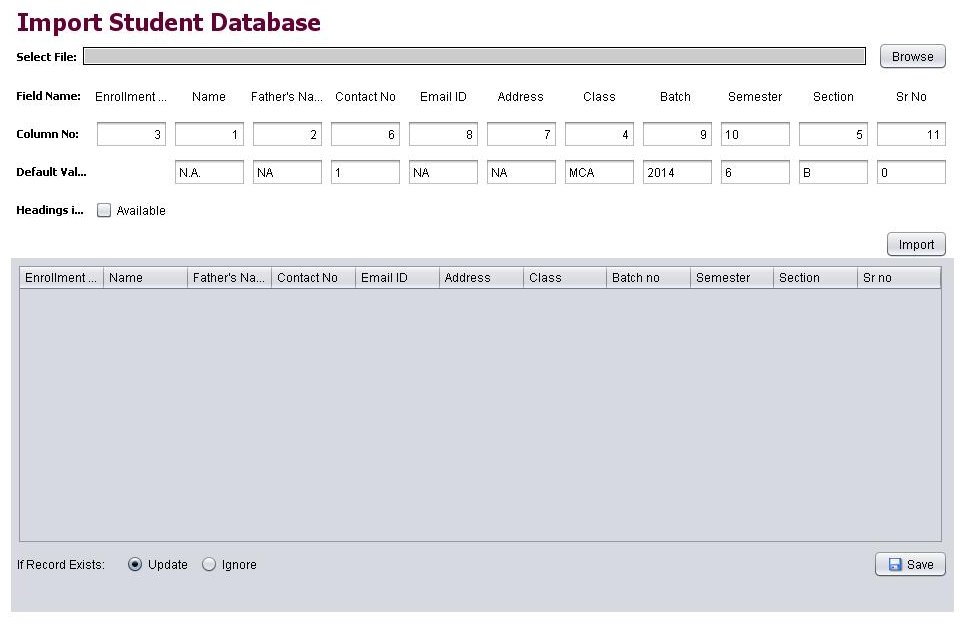 Import Student Database
Select File: Browse
Field Name: Enrollment ... Name Father's Na... Contact No Email ID Address Class Batch Semester Section Sr No
Column No: 3 1 2 6 8 7 4 9 10 5 11
Default Val... N.A. NA 1 NA NA MCA 2014 6 B 0
Headings i... Available
Import
Enrollment ... Name Father's Na... Contact No Email ID Address Class Batch no Semester Section Sr no
If Record Exists: Update Ignore Save